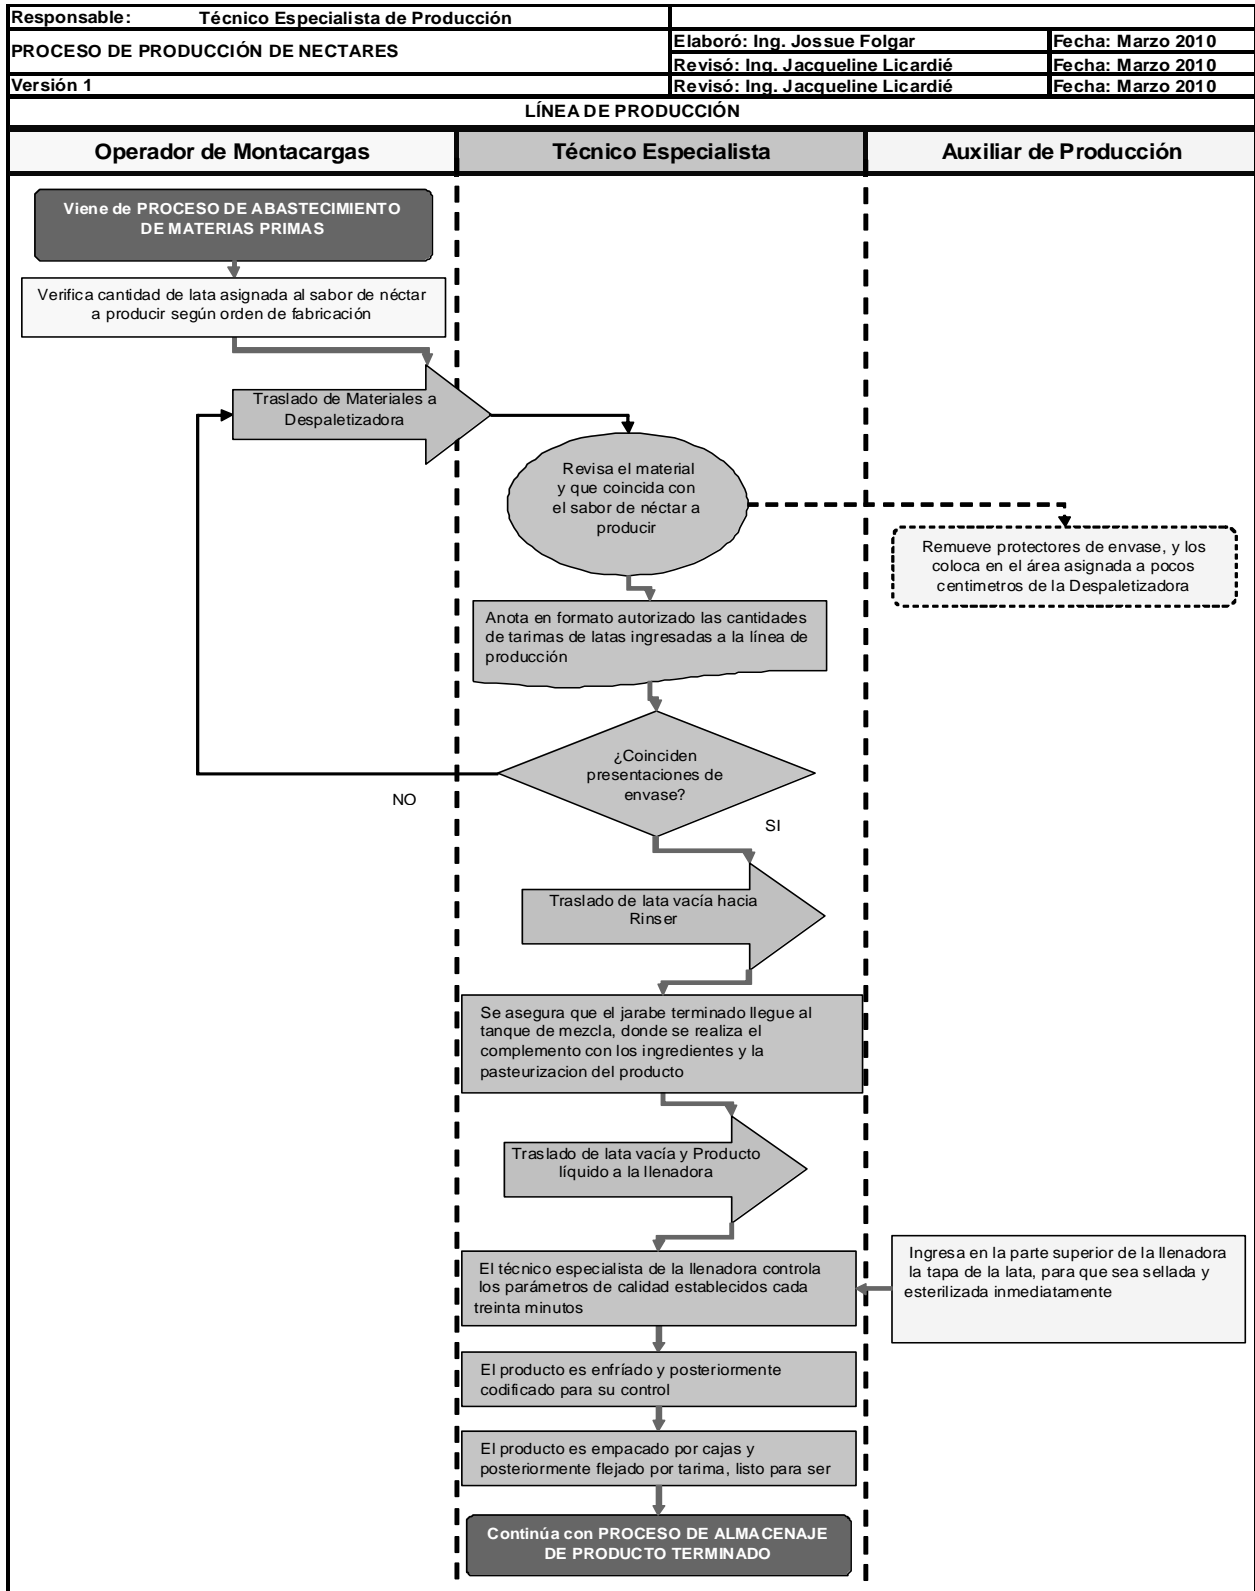 Responsable: Técnico Especialista de Producción
PROCESO DE PRODUCCIÓN DE NECTARES
Elaboró: Ing. Jossue Folgar Fecha: Marzo 2010
Revisó: Ing. Jacqueline Licardié Fecha: Marzo 2010
Versión 1 Revisó: Ing. Jacqueline Licardié Fecha: Marzo 2010
LÍNEA DE PRODUCCIÓN
Operador de Montacargas Técnico Especialista Auxiliar de Producción
Viene de PROCESO DE ABASTECIMIENTO
DE MATERIAS PRIMAS
Verifica cantidad de lata asignada al sabor de néctar
a producir según orden de fabricación
Traslado de Materiales a
Despaletizadora
Revisa el material
y que coincida con
el sabor de néctar a
producir
Remueve protectores de envase, y los
coloca en el área asignada a pocos
centimetros de la Despaletizadora
Anota en formato autorizado las cantidades
de tarimas de latas ingresadas a la línea de
producción
¿Coinciden
presentaciones de
envase?
NO
SI
Traslado de lata vacía hacia
Rinser
Se asegura que el jarabe terminado llegue al
tanque de mezcla, donde se realiza el
complemento con los ingredientes y la
pasteurizacion del producto
Traslado de lata vacía y Producto
líquido a la llenadora
El técnico especialista de la llenadora controla
los parámetros de calidad establecidos cada
treinta minutos
Ingresa en la parte superior de la llenadora
la tapa de la lata, para que sea sellada y
esterilizada inmediatamente
El producto es enfríado y posteriormente
codificado para su control
El producto es empacado por cajas y
posteriormente flejado por tarima, listo para ser
Continúa con PROCESO DE ALMACENAJE
DE PRODUCTO TERMINADO